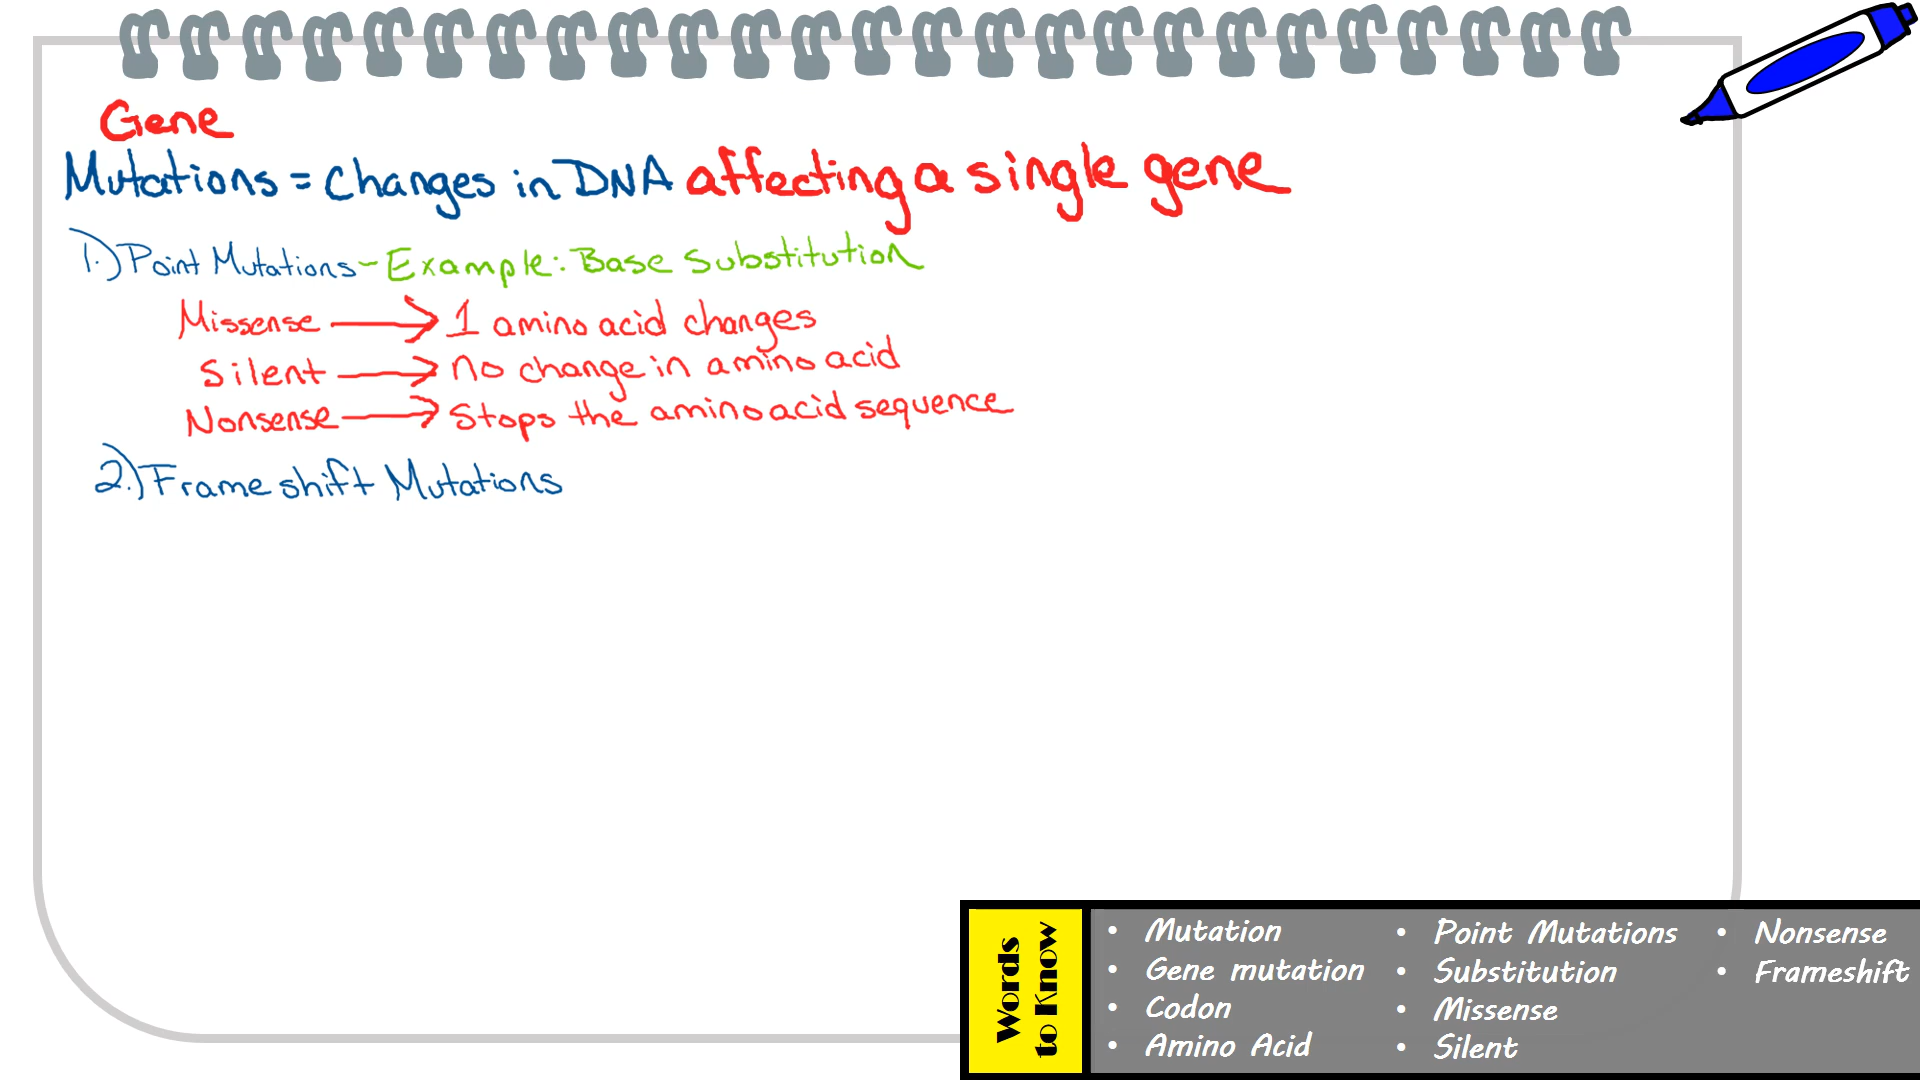 Gene
Mutations = Changes in DNA affecting a single gene
1.) Point Mutations - Example: Base Substitution
Missense → 1 amino acid changes
Silent → no change in amino acid
Nonsense → Stops the amino acid sequence
2.) Frameshift Mutations
Words
to Know
• Mutation
• Gene mutation
• Codon
• Amino Acid
• Point Mutations
• Substitution
• Missense
• Silent
• Nonsense
• Frameshift